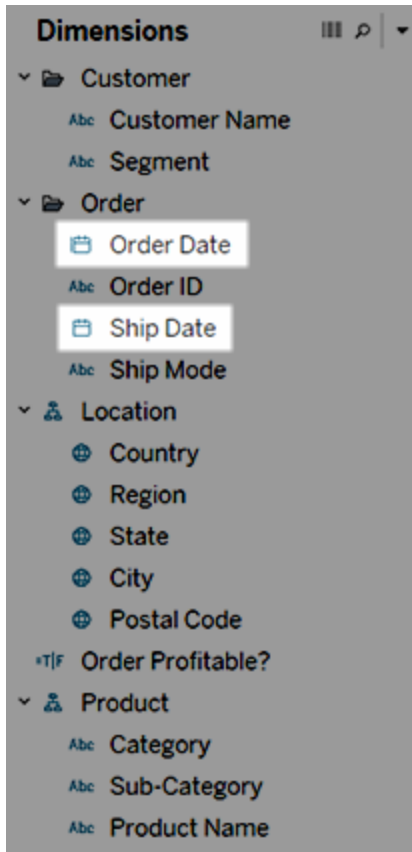 Dimensions
Customer
Abc Customer Name
Abc Segment
Order
Order Date
Abc Order ID
Ship Date
Abc Ship Mode
Location
Country
Region
State
City
Postal Code
=T|F Order Profitable?
Product
Abc Category
Abc Sub-Category
Abc Product Name